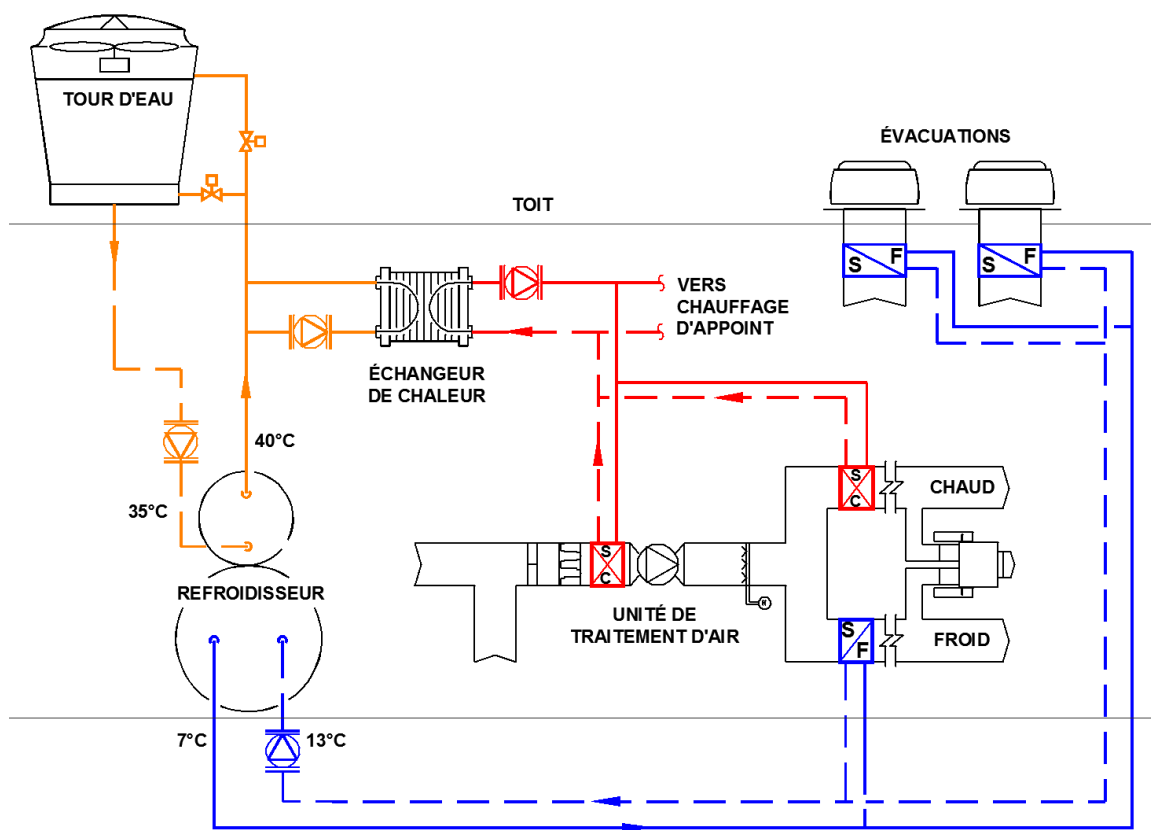 TOUR D'EAU
ÉVACUATIONS
TOIT
S F
S F
VERS
CHAUFFAGE
D'APPOINT
ÉCHANGEUR
DE CHALEUR
40°C
35°C
S
C
CHAUD
S
C
REFROIDISSEUR
UNITÉ DE
TRAITEMENT D'AIR
M
S
F
FROID
7°C
13°C